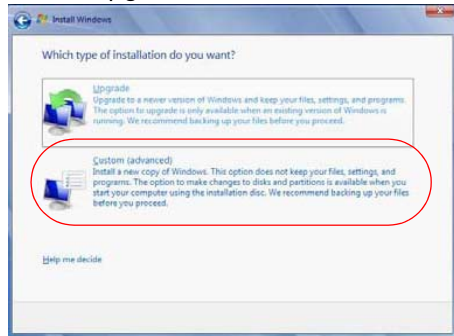 Install Windows
Which type of installation do you want?
Upgrade
Upgrade to a newer version of Windows and keep your files, settings, and programs.
The option to upgrade is only available when an existing version of Windows is
running. We recommend backing up your files before you proceed.
Custom (advanced)
Install a new copy of Windows. This option does not keep your files, settings, and
programs. The option to make changes to disks and partitions is available when you
start your computer using the installation disc. We recommend backing up your files
before you proceed.
Help me decide